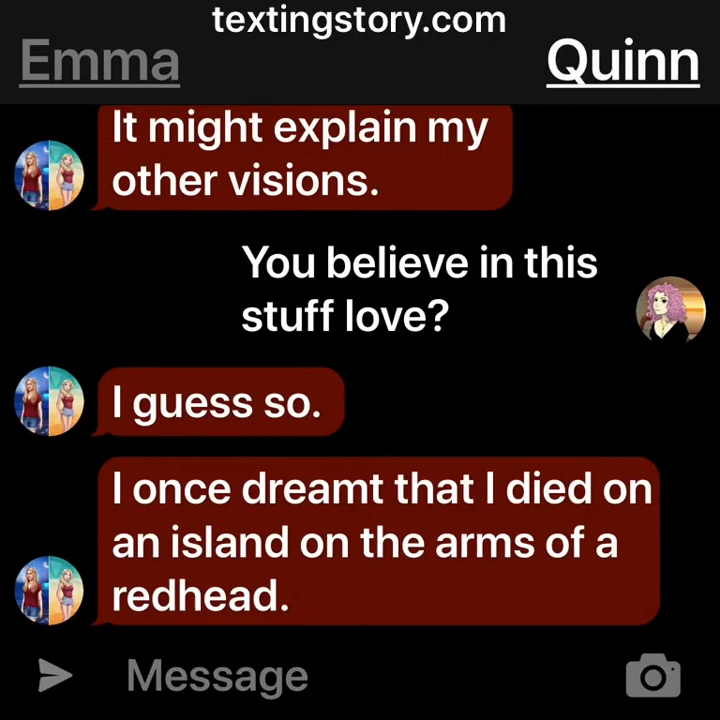 textingstory.com
Emma Quinn
It might explain my
other visions.
You believe in this
stuff love?
I guess so.
I once dreamt that I died on
an island on the arms of a
redhead.
Message